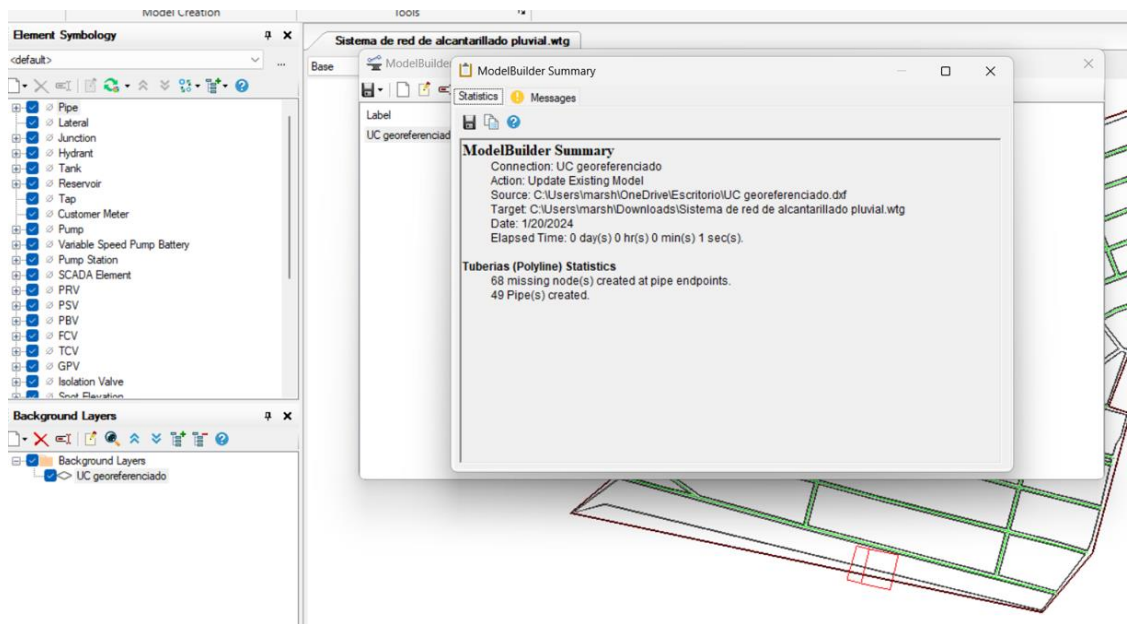 Model Creation
Tools
Element Symbology
<default>
Pipe
Lateral
Junction
Hydrant
Tank
Reservoir
Tap
Customer Meter
Pump
Variable Speed Pump Battery
Pump Station
SCADA Element
PRV
PSV
PBV
FCV
TCV
GPV
Isolation Valve
Spot Elevation
Background Layers
Background Layers
UC georeferenciado
Sistema de red de alcantarillado pluvial.wtg
Base
ModelBuilder
Label
UC georeferenciad
ModelBuilder Summary
Statistics
Messages
ModelBuilder Summary
Connection: UC georeferenciado
Action: Update Existing Model
Source: C:\Users\marsh\OneDrive\Escritorio\UC georeferenciado.dxf
Target: C:\Users\marsh\Downloads\Sistema de red de alcantarillado pluvial.wtg
Date: 1/20/2024
Elapsed Time: 0 day(s) 0 hr(s) 0 min(s) 1 sec(s).
Tuberias (Polyline) Statistics
68 missing node(s) created at pipe endpoints.
49 Pipe(s) created.